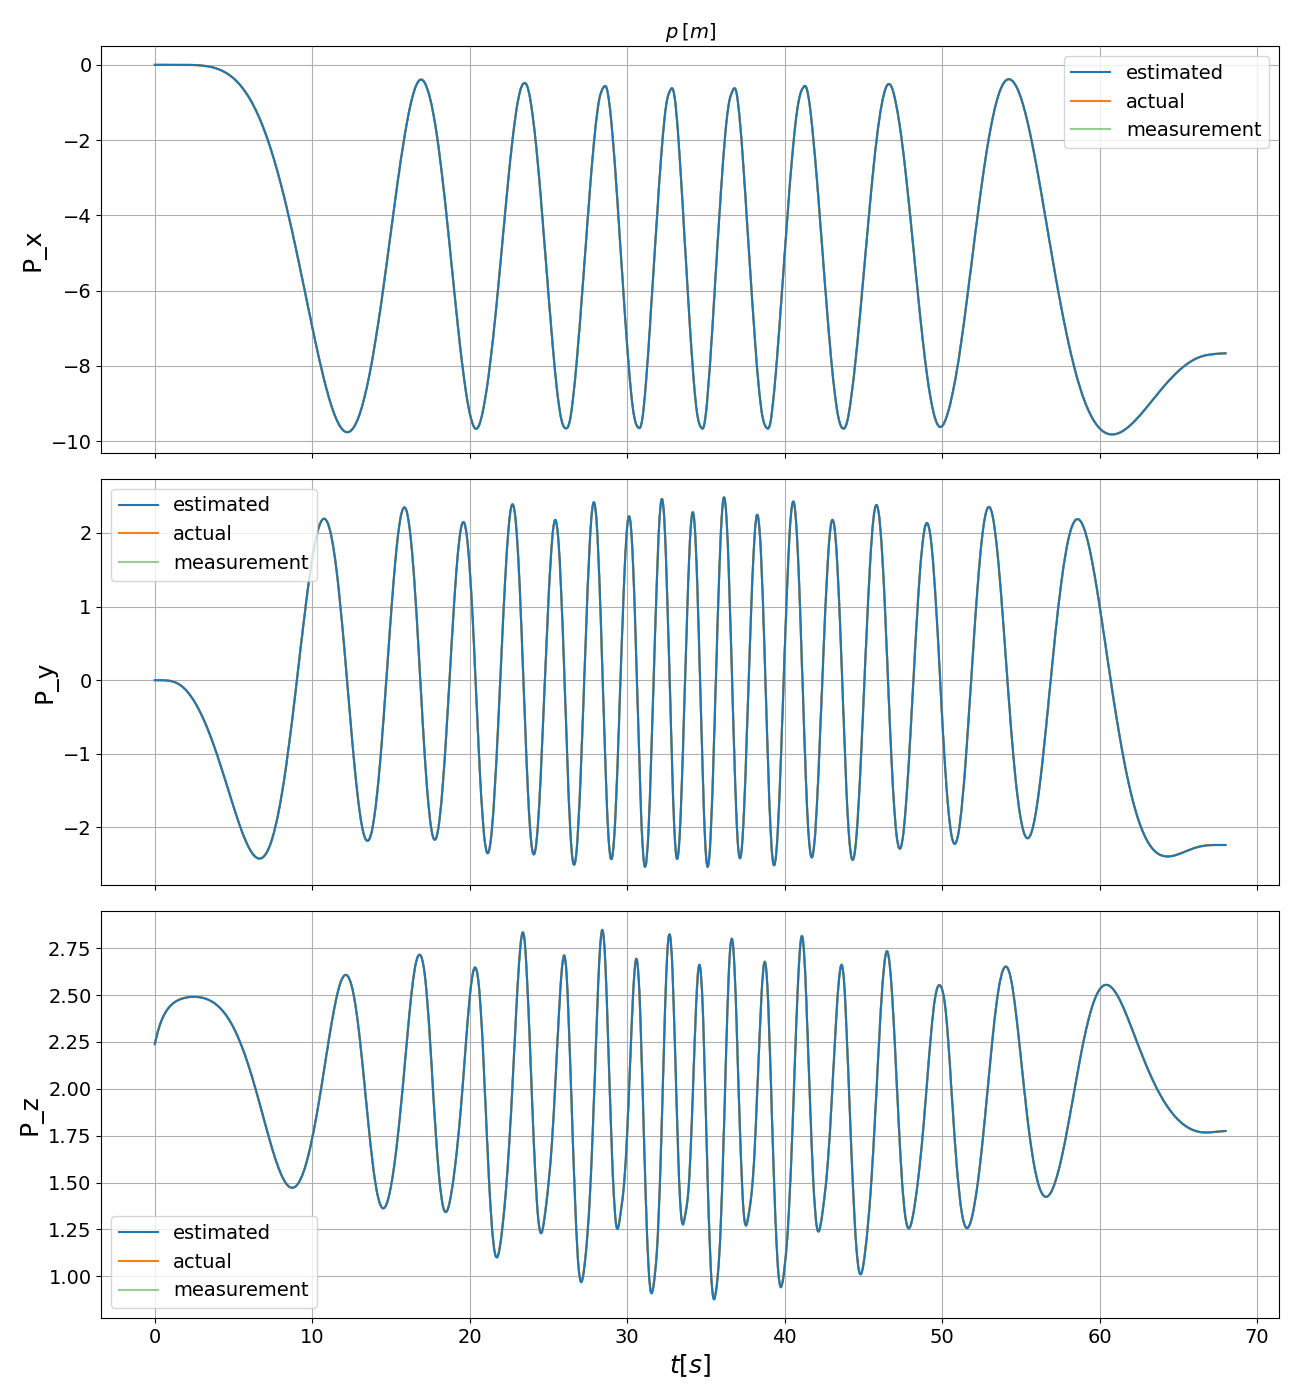 p [m]
0
−2
−4
−6
−8
−10
P_x
estimated
actual
measurement
2
1
0
−1
−2
P_y
estimated
actual
measurement
2.75
2.50
2.25
2.00
1.75
1.50
1.25
1.00
P_z
estimated
actual
measurement
0 10 20 30 40 50 60 70
t[s]